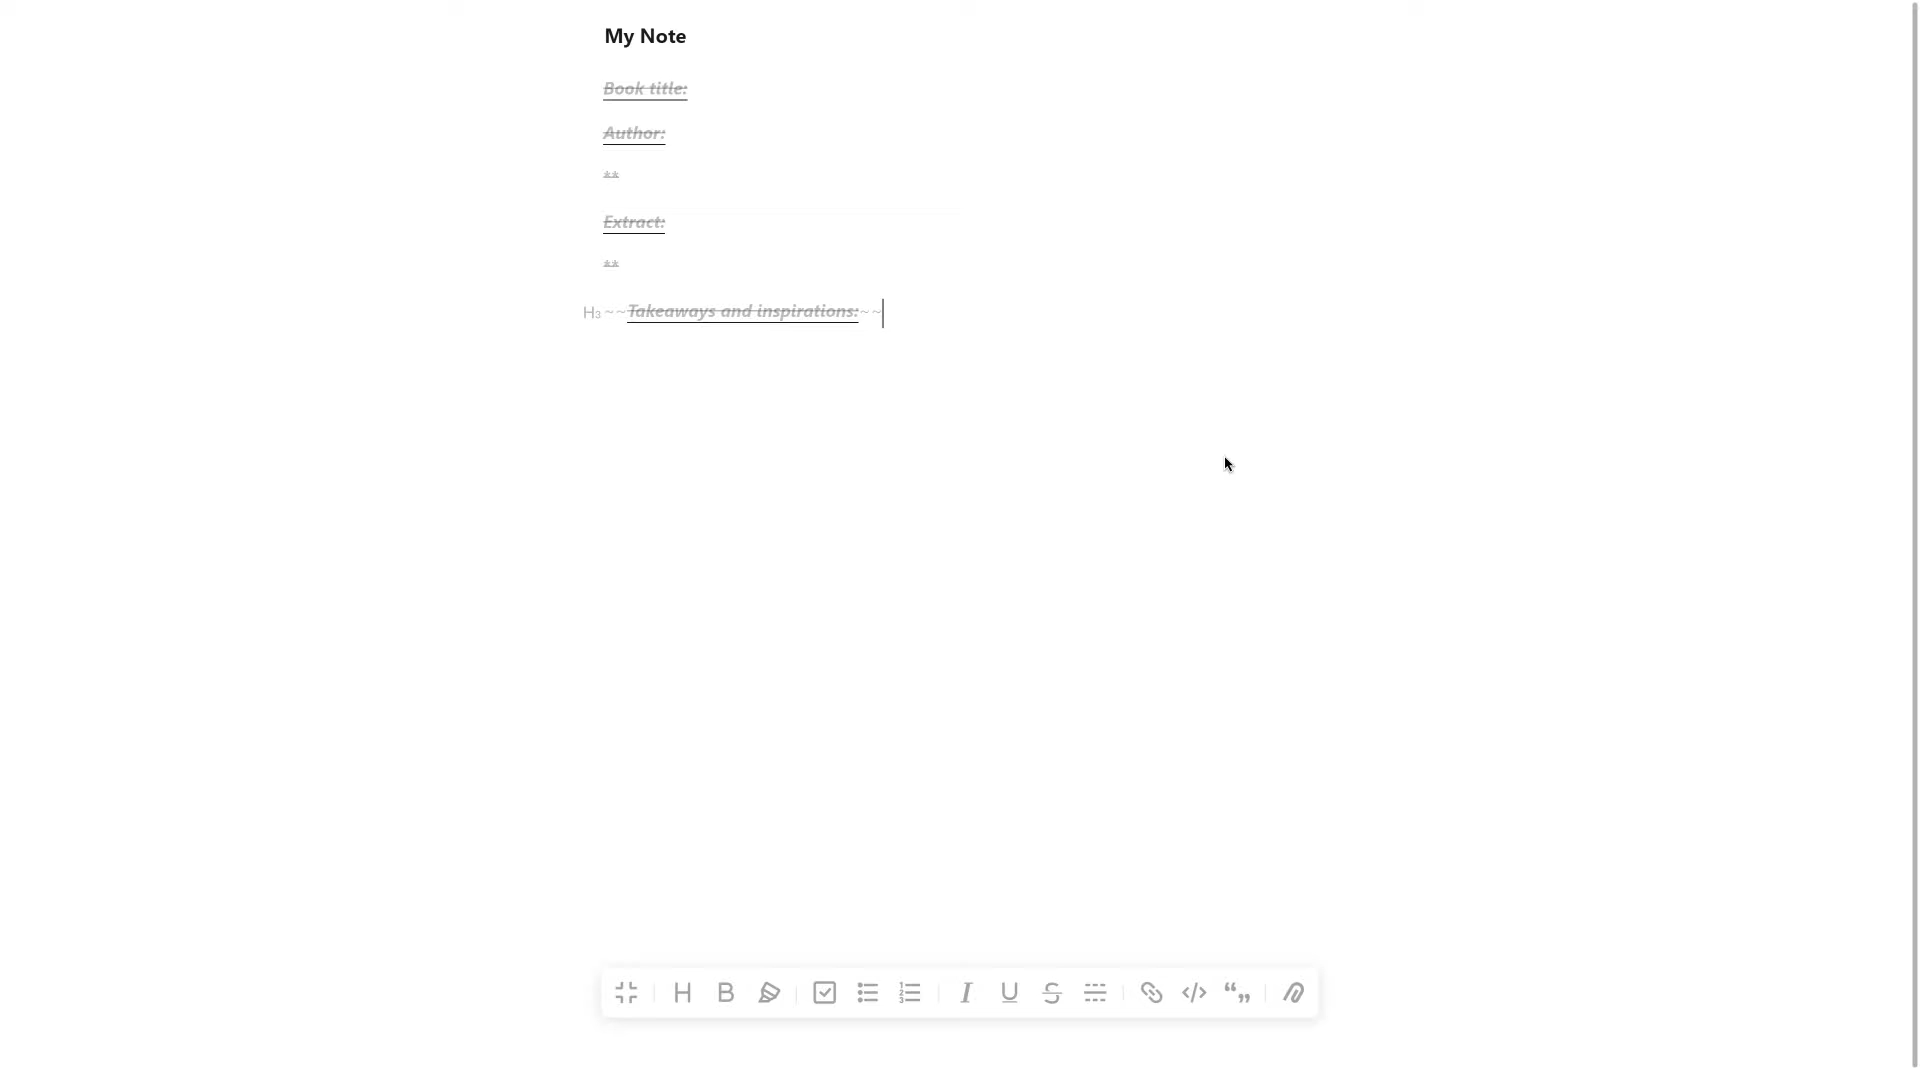 My Note
Book title:
Author:
**
Extract:
**
H3 ~~Takeaways and inspirations:~~